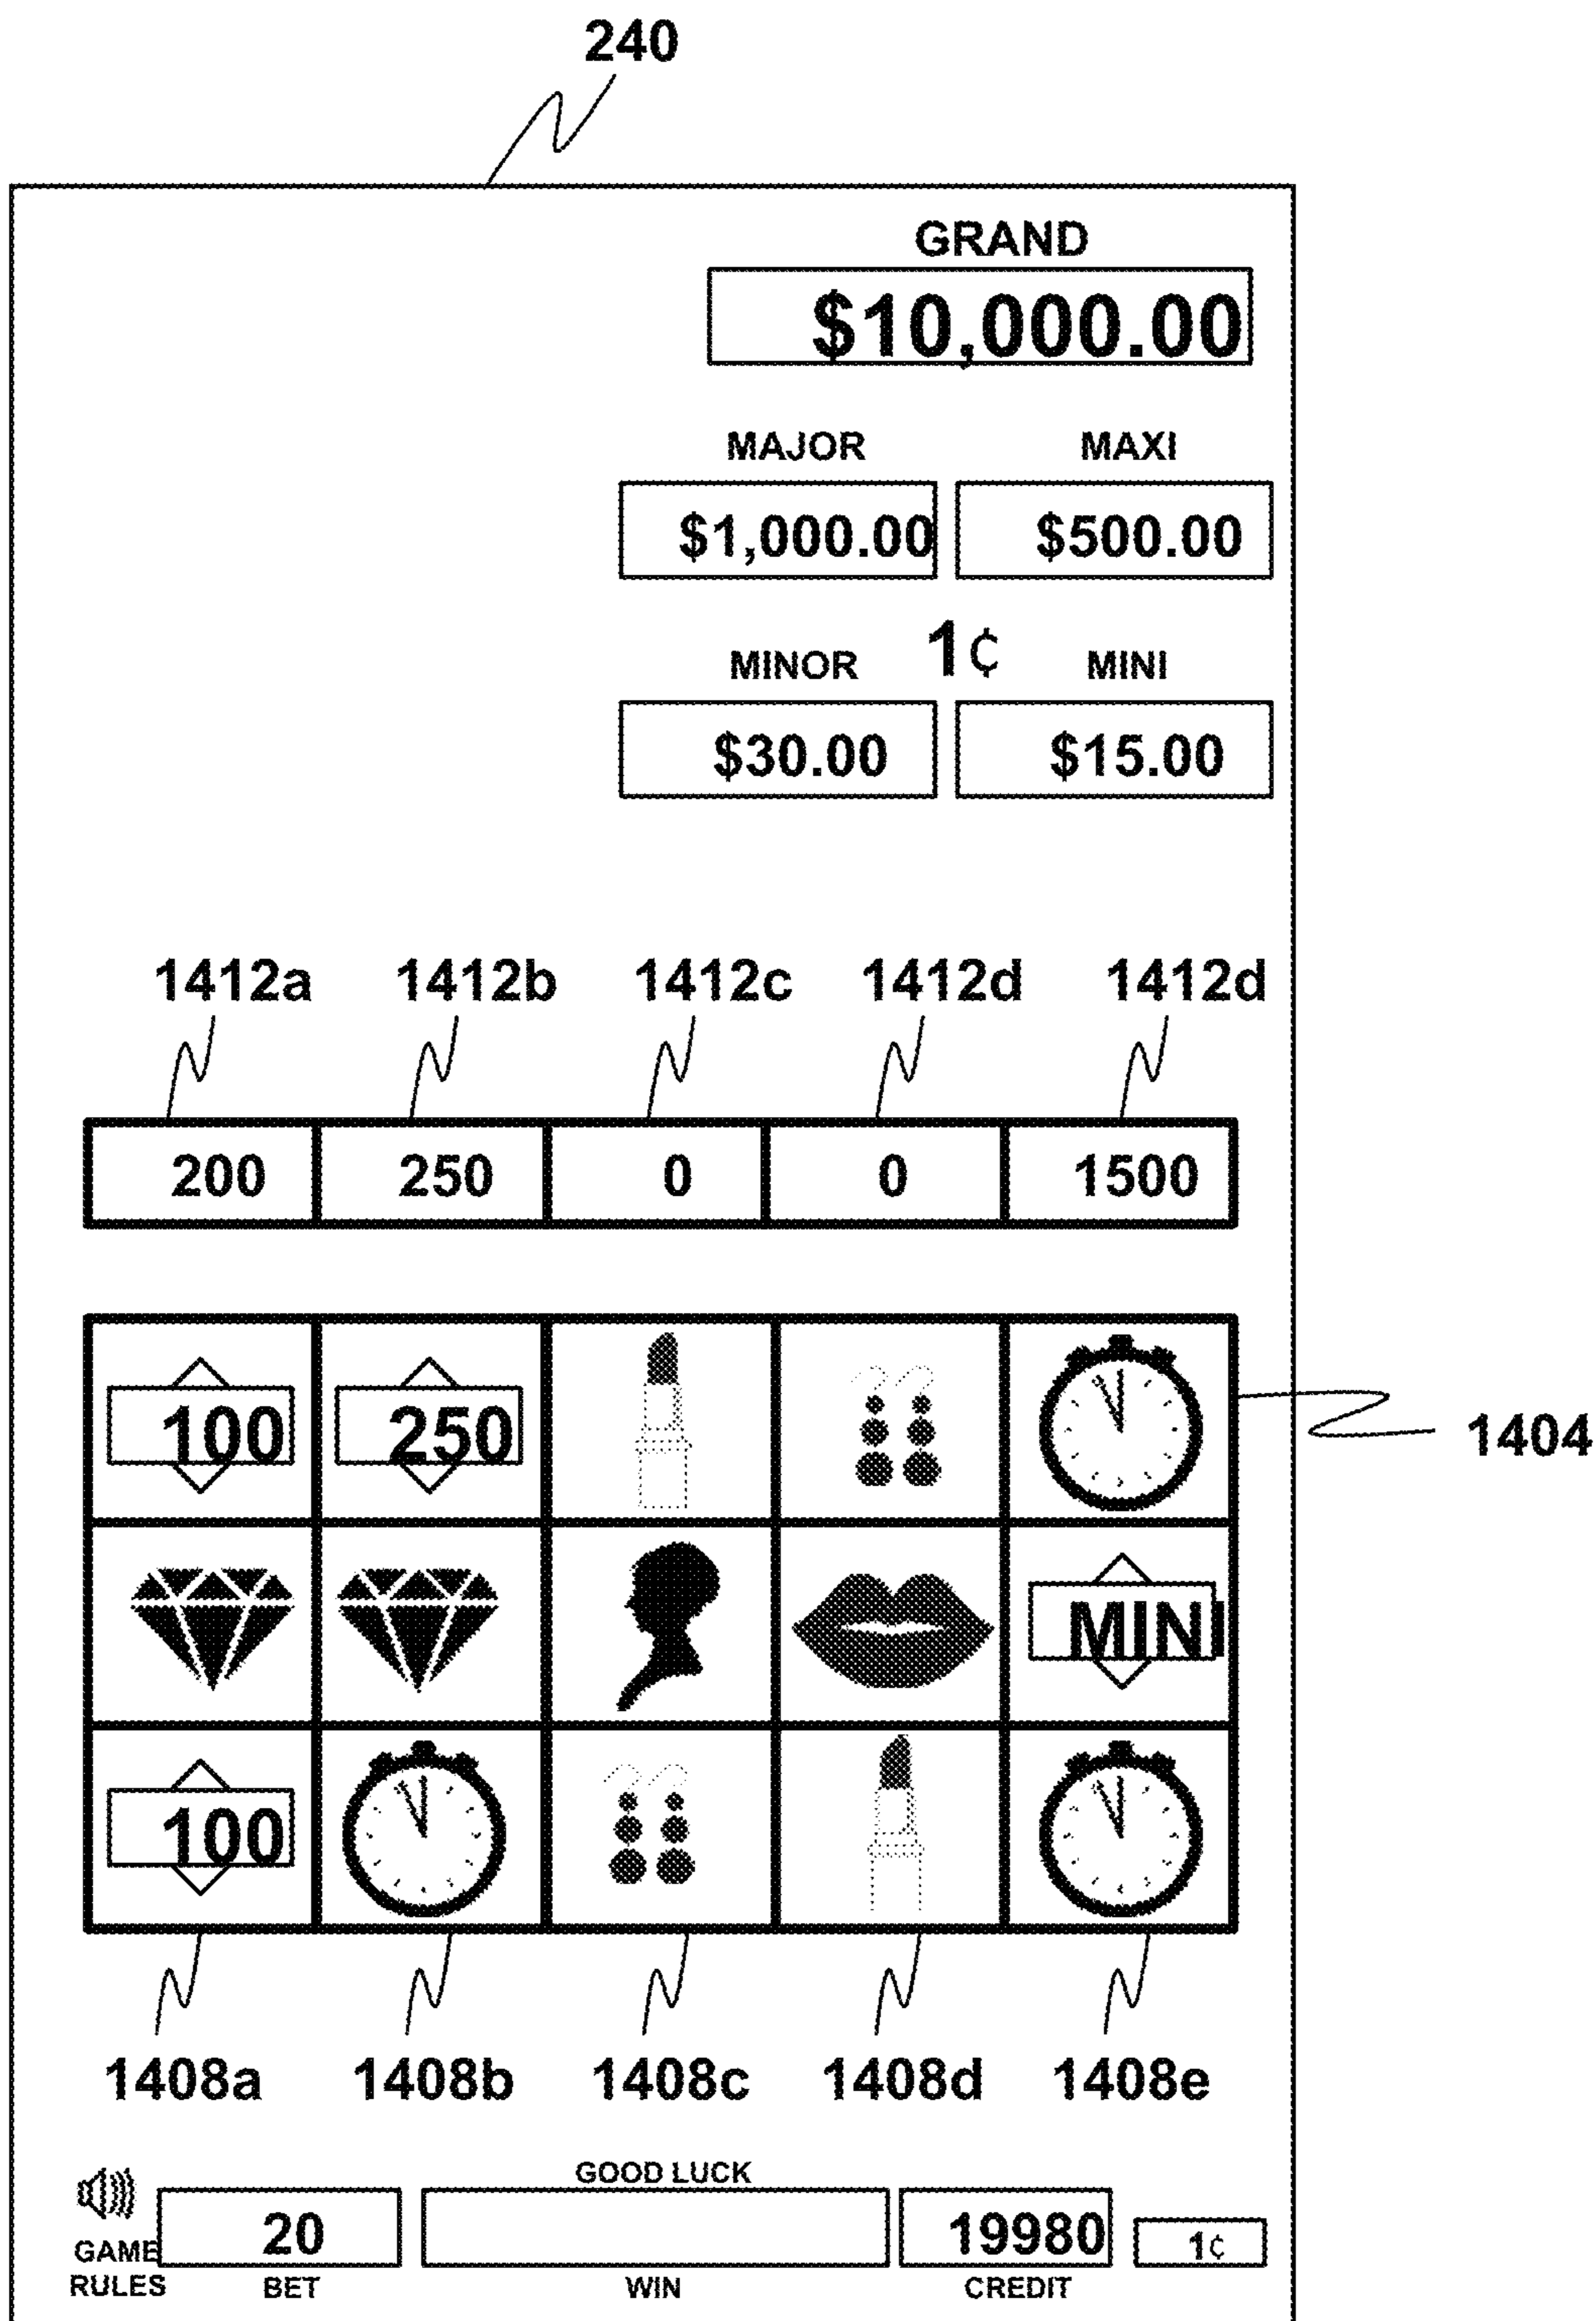 240
GRAND
$10,000.00
MAJOR MAXI
$1,000.00 $500.00
MINOR 1¢ MINI
$30.00 $15.00
1412a 1412b 1412c 1412d 1412d
200 250 0 0 1500
100 250
1404
MINI
100
1408a 1408b 1408c 1408d 1408e
GOOD LUCK
20 19980 1¢
GAME
RULES BET WIN CREDIT